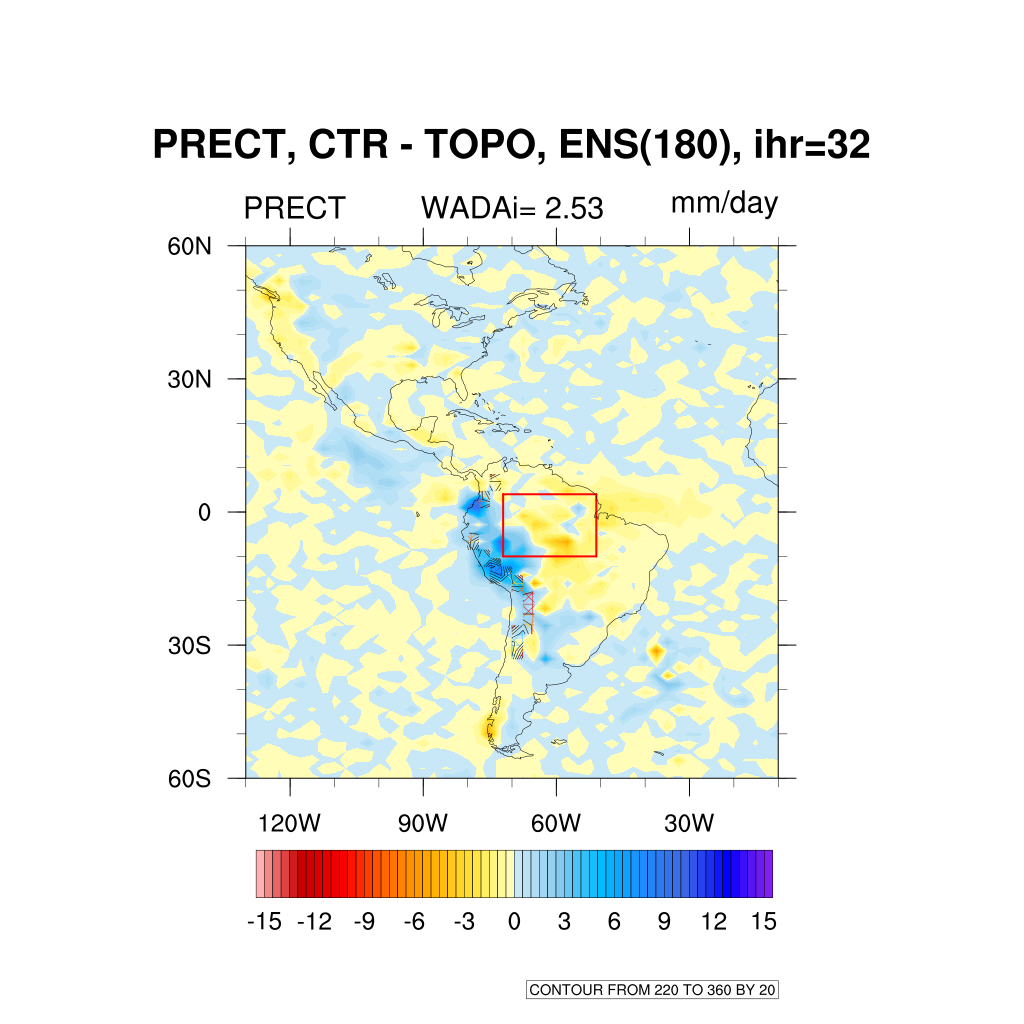 PRECT, CTR - TOPO, ENS(180), ihr=32
PRECT WADAi= 2.53 mm/day
60N
30N
0
30S
60S
120W 90W 60W 30W
-15 -12 -9 -6 -3 0 3 6 9 12 15
CONTOUR FROM 220 TO 360 BY 20